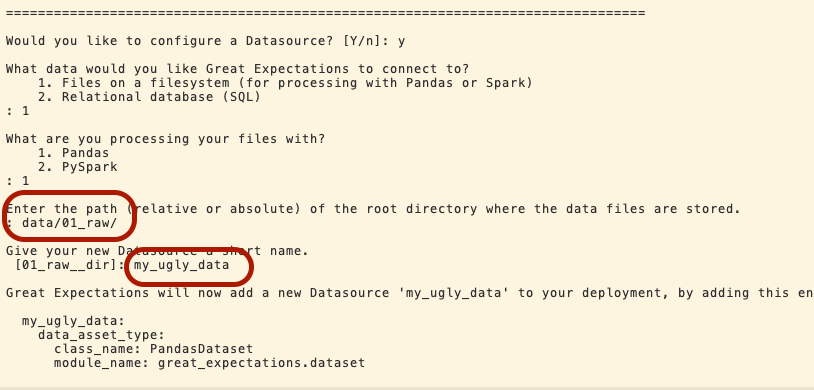 ================================================================================
Would you like to configure a Datasource? [Y/n]: y
What data would you like Great Expectations to connect to?
1. Files on a filesystem (for processing with Pandas or Spark)
2. Relational database (SQL)
: 1
What are you processing your files with?
1. Pandas
2. PySpark
: 1
Enter the path (relative or absolute) of the root directory where the data files are stored.
: data/01_raw/
Give your new Datasource a short name.
[01_raw__dir]: my_ugly_data
Great Expectations will now add a new Datasource 'my_ugly_data' to your deployment, by adding this en
my_ugly_data:
data_asset_type:
class_name: PandasDataset
module_name: great_expectations.dataset